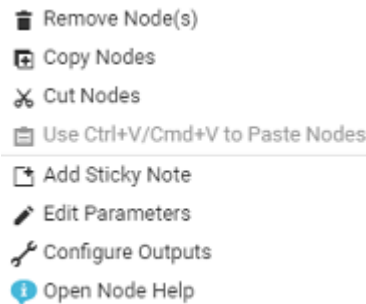 Remove Node(s)
Copy Nodes
Cut Nodes
Use Ctrl+V/Cmd+V to Paste Nodes
Add Sticky Note
Edit Parameters
Configure Outputs
Open Node Help